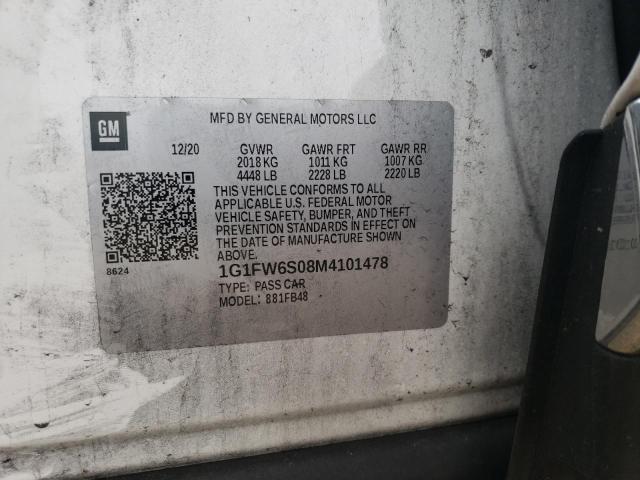 GM
MFD BY GENERAL MOTORS LLC
12/20 GVWR GAWR FRT GAWR RR
2018 KG 1011 KG 1007 KG
4448 LB 2228 LB 2220 LB
THIS VEHICLE CONFORMS TO ALL
APPLICABLE U.S. FEDERAL MOTOR
VEHICLE SAFETY, BUMPER, AND THEFT
PREVENTION STANDARDS IN EFFECT ON
THE DATE OF MANUFACTURE SHOWN
ABOVE.
8624
1G1FW6S08M4101478
TYPE: PASS CAR
MODEL: 881FB48